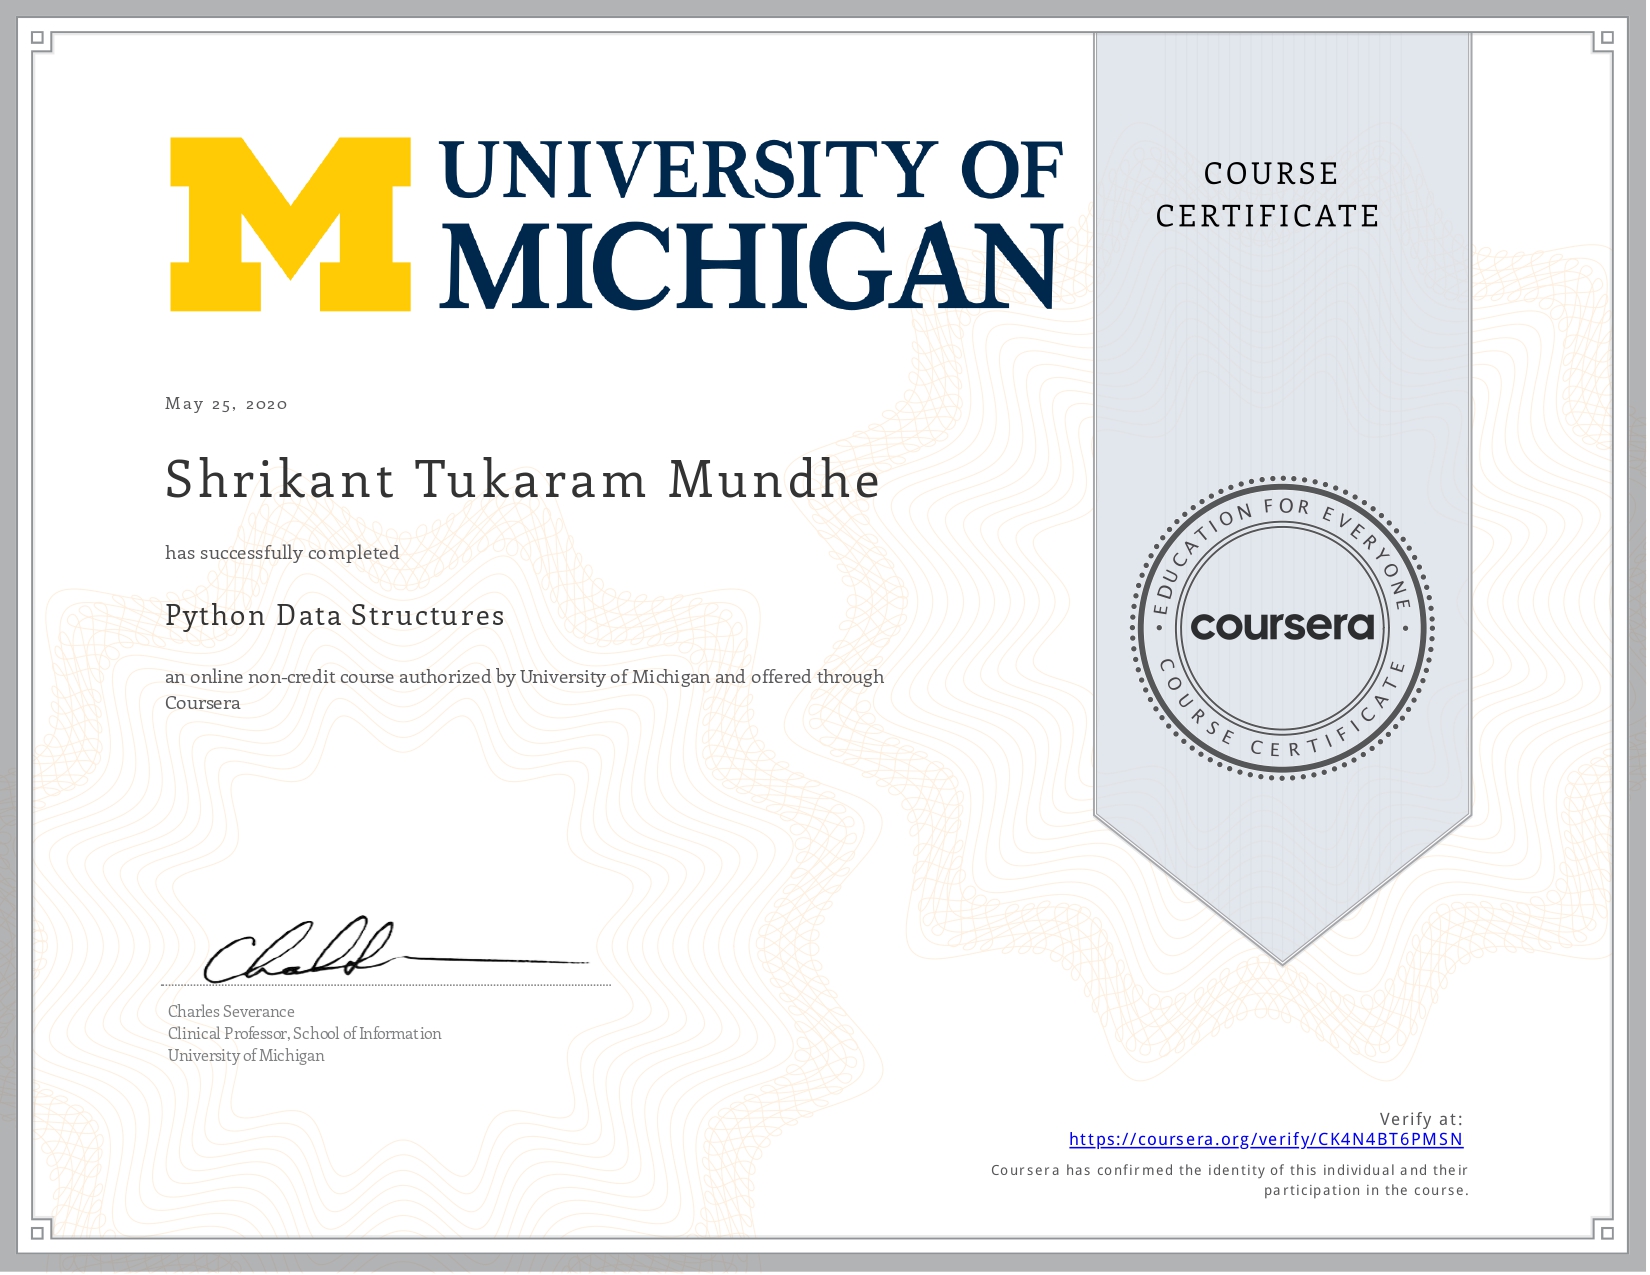 UNIVERSITY OF
MICHIGAN
COURSE
CERTIFICATE
May 25, 2020
Shrikant Tukaram Mundhe
has successfully completed
Python Data Structures
an online non-credit course authorized by University of Michigan and offered through
Coursera
EDUCATION FOR EVERYONE
coursera
COURSE CERTIFICATE
Charles Severance
Clinical Professor, School of Information
University of Michigan
Verify at:
https://coursera.org/verify/CK4N4BT6PMSN
Coursera has confirmed the identity of this individual and their
participation in the course.